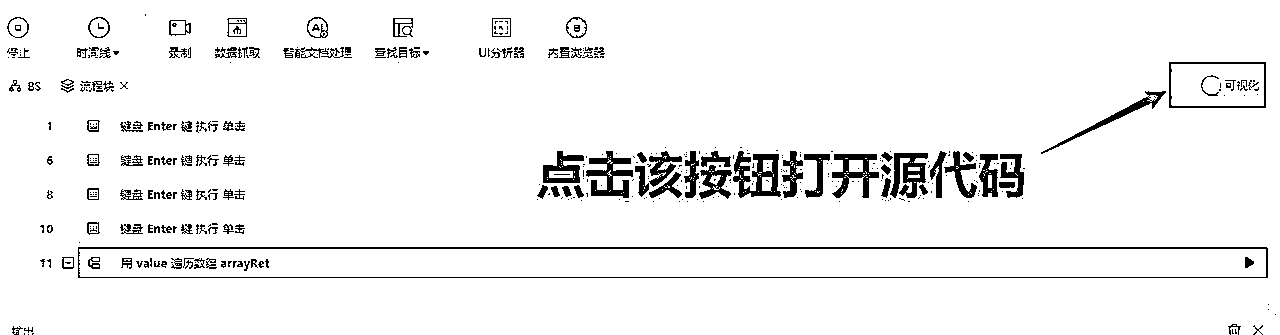 停止 时间线 录制 数据抓取 智能文档处理 查找目标 UI分析器 内置浏览器
BS 流程块 × 可视化
1 键盘 Enter 键 执行 单击
6 键盘 Enter 键 执行 单击
点击该按钮打开源代码
8 键盘 Enter 键 执行 单击
10 键盘 Enter 键 执行 单击
11 用 value 遍历数组 arrayRet
输出